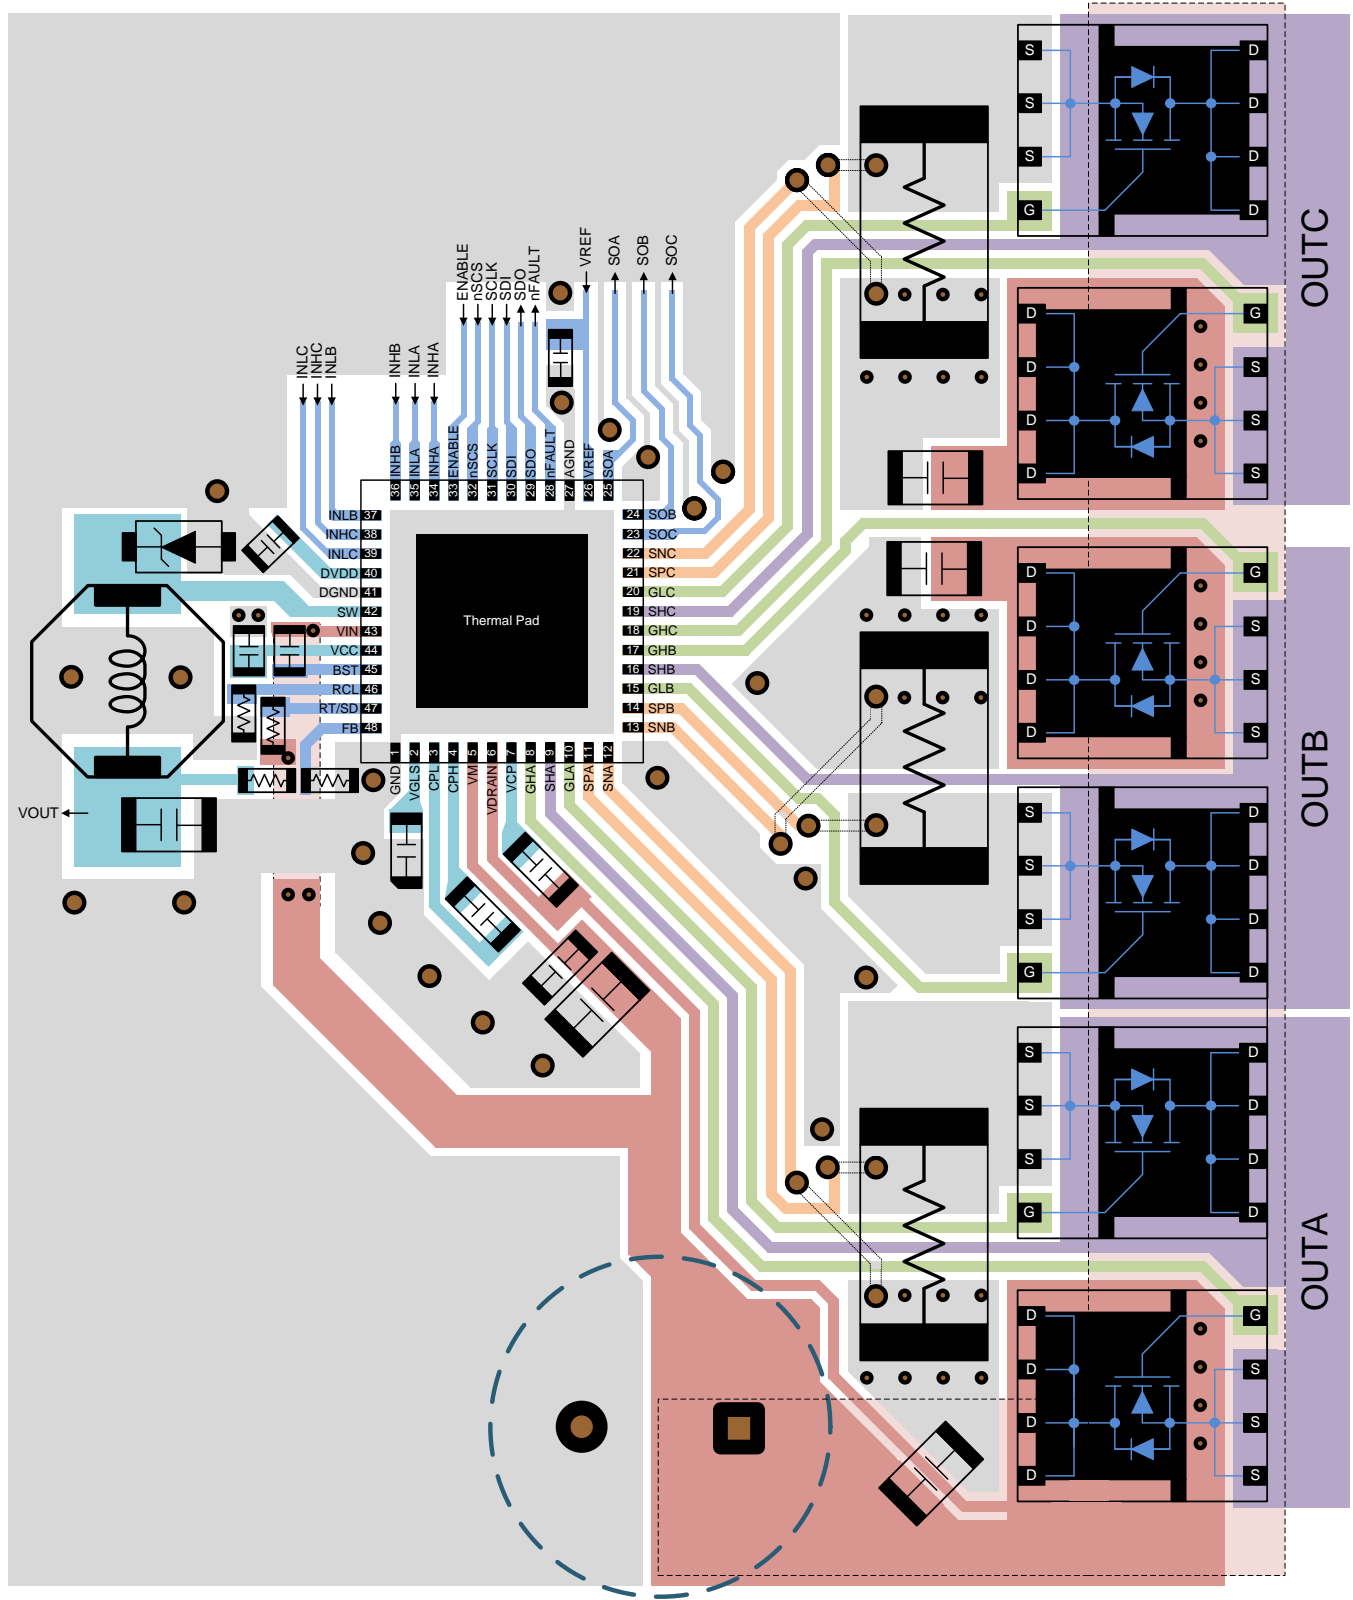 OUTC
OUTB
OUTA
S
S
S
G
D
D
D
D
D
D
D
D
G
S
S
S
D
D
D
D
G
S
S
S
S
S
S
G
D
D
D
D
S
S
S
G
D
D
D
D
D
D
D
D
G
S
S
S
ENABLE
nSCS
SCLK
SDI
SDO
nFAULT
VREF
SOA
SOB
SOC
INLC
INHC
INLB
INHB
INLA
INHA
INHB
INLA
INHA
ENABLE
nSCS
SCLK
SDI
SDO
nFAULT
AGND
VREF
SOA
36
35
34
33
32
31
30
29
28
27
26
25
INLB 37
INHC 38
INLC 39
DVDD 40
DGND 41
SW 42
VIN 43
VCC 44
BST 45
RCL 46
RT/SD 47
FB 48
24 SOB
23 SOC
22 SNC
21 SPC
20 GLC
19 SHC
18 GHC
17 GHB
16 SHB
15 GLB
14 SPB
13 SNB
Thermal Pad
1
2
3
4
5
6
7
8
9
10
11
12
GND
VGLS
CPL
CPH
VM
VDRAIN
VCP
GHA
SHA
GLA
SPA
SNA
VOUT